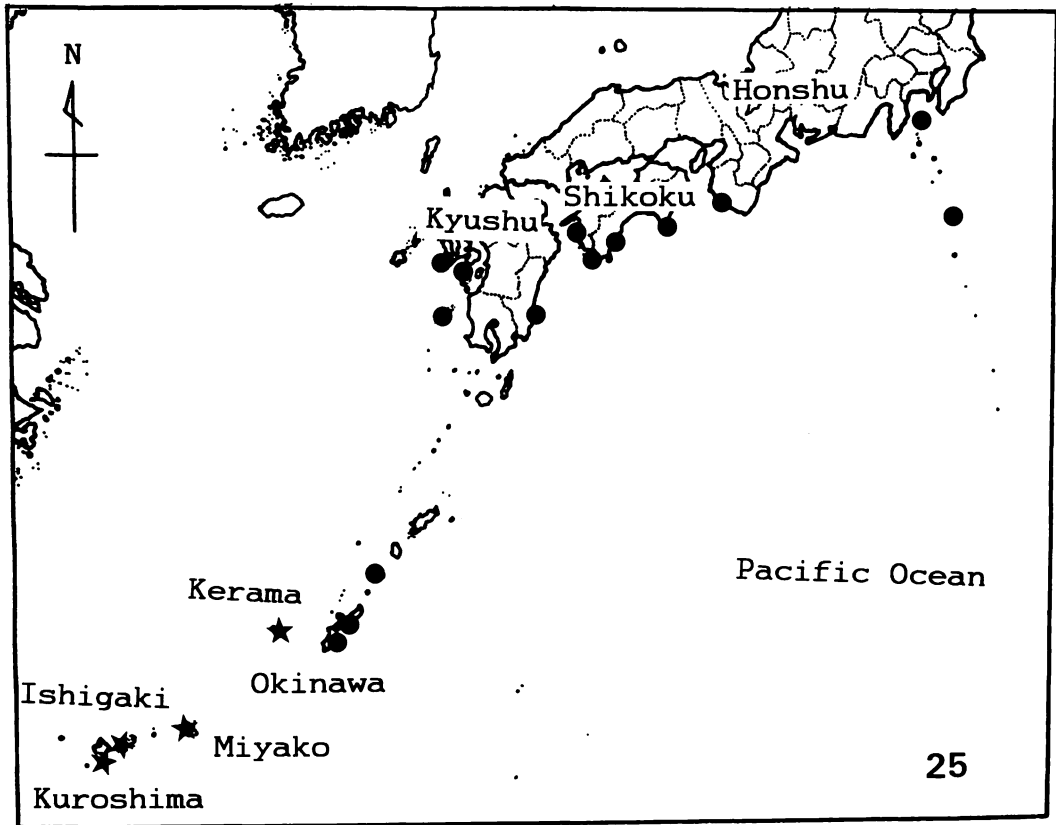 N
Honshu
Shikoku
Kyushu
Pacific Ocean
Kerama
Okinawa
Ishigaki
Miyako
25
Kuroshima